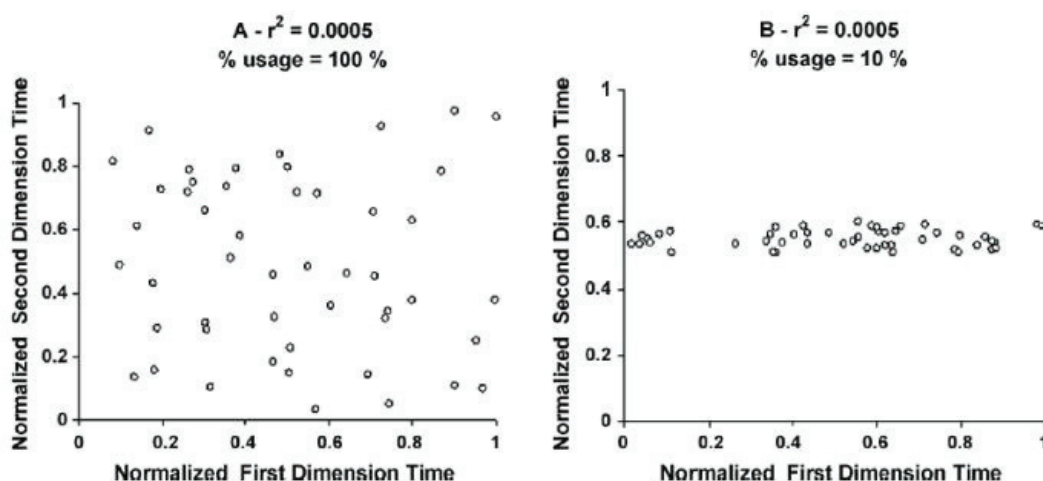 A - r² = 0.0005
% usage = 100 %
Normalized Second Dimension Time
1
0.8
0.6
0.4
0.2
0
0 0.2 0.4 0.6 0.8 1
Normalized First Dimension Time
B - r² = 0.0005
% usage = 10 %
Normalized Second Dimension Time
1
0.8
0.6
0.4
0.2
0
0 0.2 0.4 0.6 0.8 1
Normalized First Dimension Time